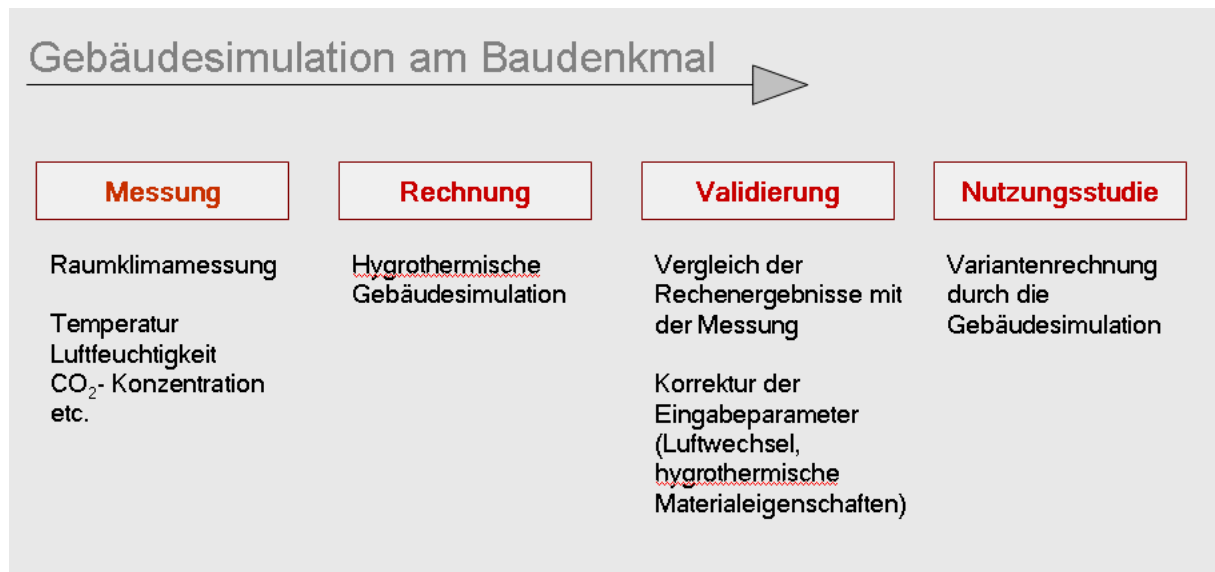 Gebäudesimulation am Baudenkmal
Messung
Raumklimamessung
Temperatur
Luftfeuchtigkeit
CO₂- Konzentration
etc.
Rechnung
Hygrothermische
Gebäudesimulation
Validierung
Vergleich der
Rechenergebnisse mit
der Messung
Korrektur der
Eingabeparameter
(Luftwechsel,
hygrothermische
Materialeigenschaften)
Nutzungsstudie
Variantenrechnung
durch die
Gebäudesimulation